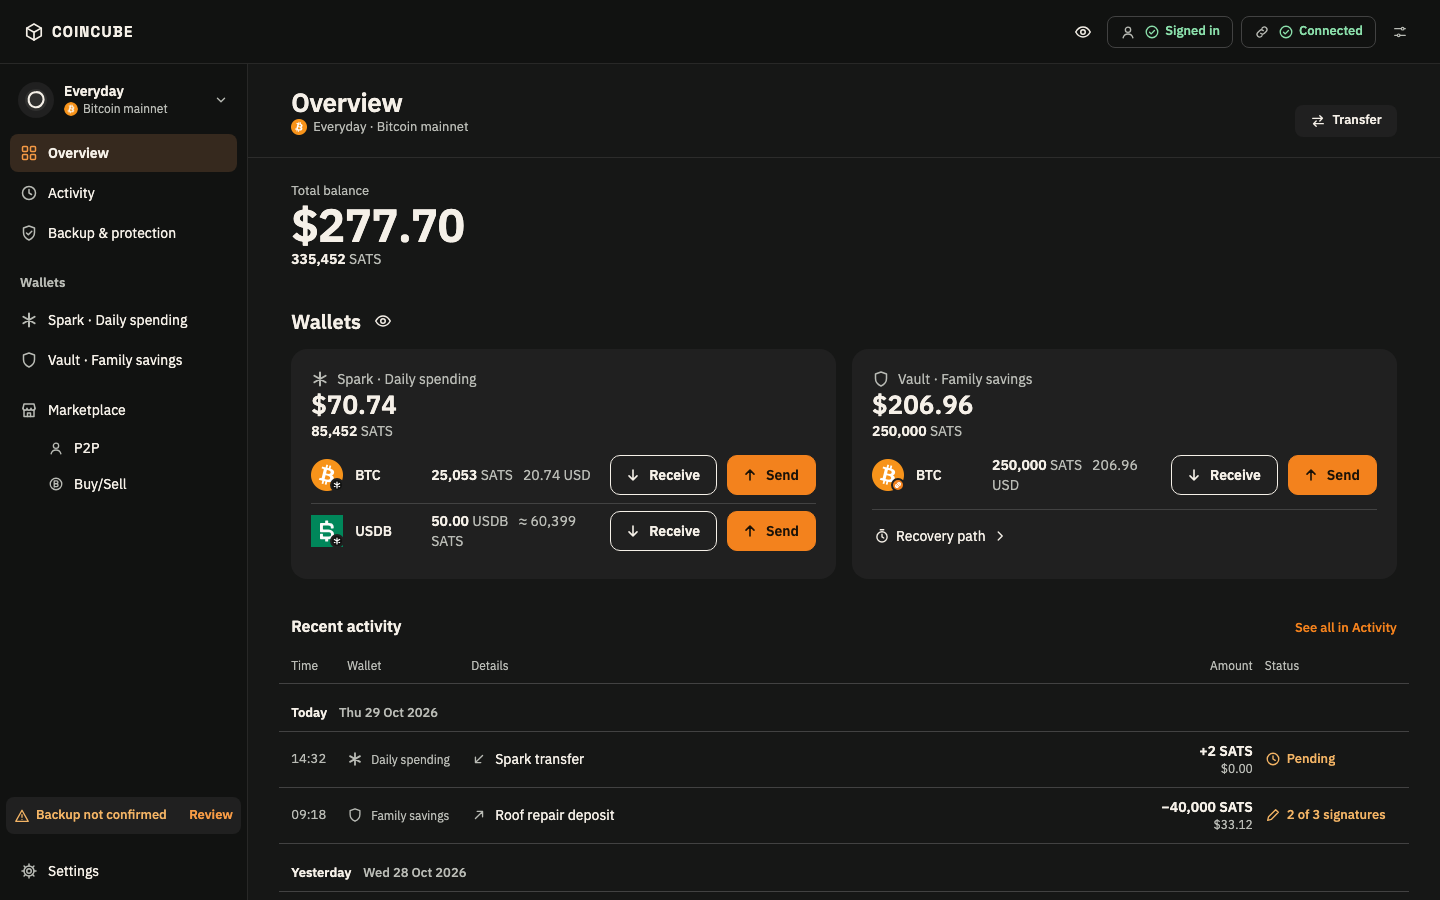 COINCUBE
Signed in
Connected
Everyday
Bitcoin mainnet
Overview
Activity
Backup & protection
Wallets
Spark · Daily spending
Vault · Family savings
Marketplace
P2P
Buy/Sell
Backup not confirmed
Review
Settings
Overview
Everyday · Bitcoin mainnet
Transfer
Total balance
$277.70
335,452 SATS
Wallets
Spark · Daily spending
$70.74
85,452 SATS
BTC
25,053 SATS 20.74 USD
Receive
Send
USDB
50.00 USDB ≈ 60,399
SATS
Receive
Send
Vault · Family savings
$206.96
250,000 SATS
BTC
250,000 SATS 206.96
USD
Receive
Send
Recovery path
Recent activity
See all in Activity
Time Wallet Details Amount Status
Today Thu 29 Oct 2026
14:32 Daily spending Spark transfer +2 SATS Pending
$0.00
09:18 Family savings Roof repair deposit −40,000 SATS 2 of 3 signatures
$33.12
Yesterday Wed 28 Oct 2026